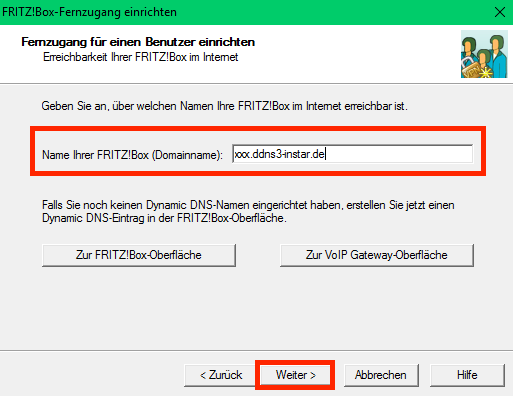 FRITZ!Box-Fernzugang einrichten
Fernzugang für einen Benutzer einrichten
Erreichbarkeit Ihrer FRITZ!Box im Internet
Geben Sie an, über welchen Namen Ihre FRITZ!Box im Internet erreichbar ist.
Name Ihrer FRITZ!Box (Domainname): xxx.ddns3-instar.de
Falls Sie noch keinen Dynamic DNS-Namen eingerichtet haben, erstellen Sie jetzt einen
Dynamic DNS-Eintrag in der FRITZ!Box-Oberfläche.
Zur FRITZ!Box-Oberfläche Zur VoIP Gateway-Oberfläche
< Zurück Weiter > Abbrechen Hilfe